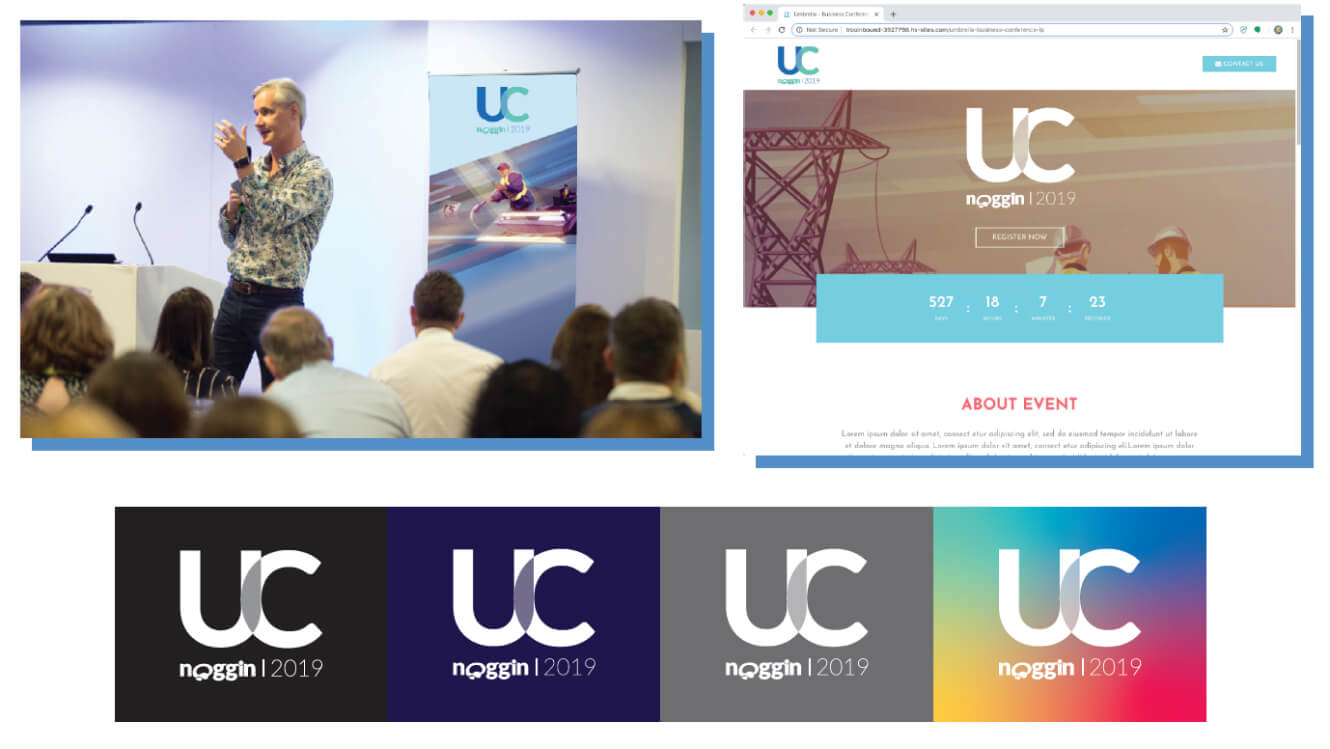 UC
noggin | 2019
Umbrella - Business Conferen
Not Secure | trooinbound-3927798.hs-sites.com/umbrella-business-conference-lp
UC
noggin | 2019
CONTACT US
UC
noggin | 2019
REGISTER NOW
527 : 18 : 7 : 23
DAYS HOURS MINUTES SECONDS
ABOUT EVENT
Lorem ipsum dolor sit amet, consect etur adipiscing elit, sed do eiusmod tempor incididunt ut labore
et dolore magna aliqua. Lorem ipsum dolor sit amet, consect etur adipiscing eli.Lorem ipsum dolor
UC
noggin | 2019
UC
noggin | 2019
UC
noggin | 2019
UC
noggin | 2019